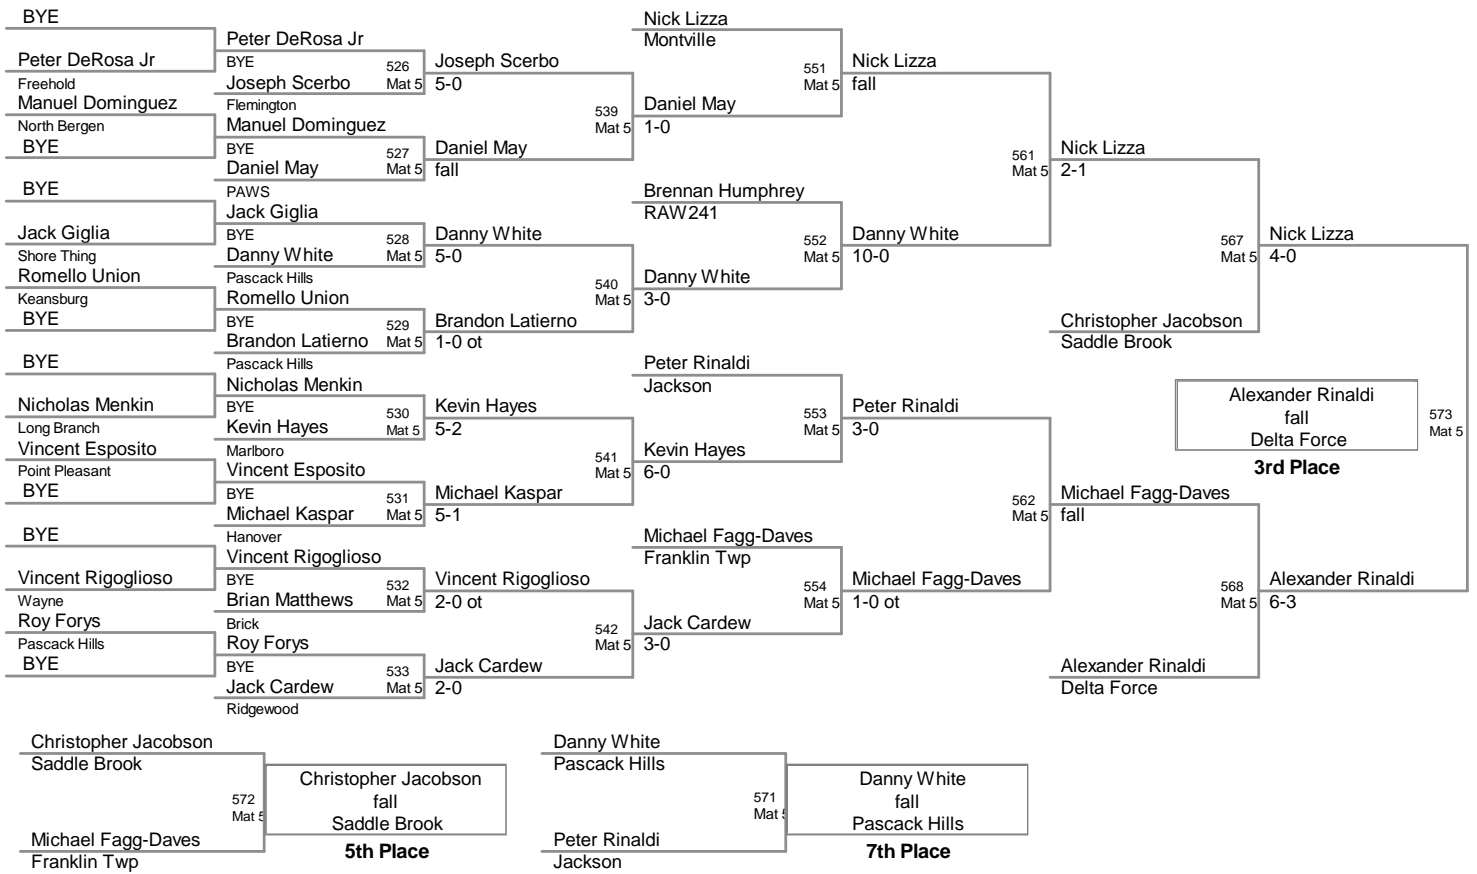 BYE
Peter DeRosa Jr
Freehold
Manuel Dominguez
North Bergen
BYE
BYE
Jack Giglia
Shore Thing
Romello Union
Keansburg
BYE
BYE
Nicholas Menkin
Long Branch
Vincent Esposito
Point Pleasant
BYE
BYE
Vincent Rigoglioso
Wayne
Roy Forys
Pascack Hills
BYE
Peter DeRosa Jr
BYE
526
Joseph Scerbo
Mat 5
Flemington
Manuel Dominguez
BYE
527
Daniel May
Mat 5
PAWS
Jack Giglia
BYE
528
Danny White
Mat 5
Pascack Hills
Romello Union
BYE
529
Brandon Latierno
Mat 5
Pascack Hills
Nicholas Menkin
BYE
530
Kevin Hayes
Mat 5
Marlboro
Vincent Esposito
BYE
531
Michael Kaspar
Mat 5
Hanover
Vincent Rigoglioso
BYE
532
Brian Matthews
Mat 5
Brick
Roy Forys
BYE
533
Jack Cardew
Mat 5
Ridgewood
Joseph Scerbo
5-0
539
Mat 5
Daniel May
fall
Danny White
5-0
540
Mat 5
Brandon Latierno
1-0 ot
Kevin Hayes
5-2
541
Mat 5
Michael Kaspar
5-1
Vincent Rigoglioso
2-0 ot
542
Mat 5
Jack Cardew
2-0
Nick Lizza
Montville
551
Mat 5
Daniel May
1-0
Brennan Humphrey
RAW241
552
Mat 5
Danny White
3-0
Peter Rinaldi
Jackson
553
Mat 5
Kevin Hayes
6-0
Michael Fagg-Daves
Franklin Twp
554
Mat 5
Jack Cardew
3-0
Nick Lizza
fall
561
Mat 5
Danny White
10-0
Peter Rinaldi
3-0
562
Mat 5
Michael Fagg-Daves
1-0 ot
Nick Lizza
2-1
567
Mat 5
Christopher Jacobson
Saddle Brook
Michael Fagg-Daves
fall
568
Mat 5
Alexander Rinaldi
Delta Force
Nick Lizza
4-0
Alexander Rinaldi
fall
Delta Force
3rd Place
573
Mat 5
Alexander Rinaldi
6-3
Christopher Jacobson
Saddle Brook
572
Mat 5
Michael Fagg-Daves
Franklin Twp
Christopher Jacobson
fall
Saddle Brook
5th Place
Danny White
Pascack Hills
571
Mat 5
Peter Rinaldi
Jackson
Danny White
fall
Pascack Hills
7th Place